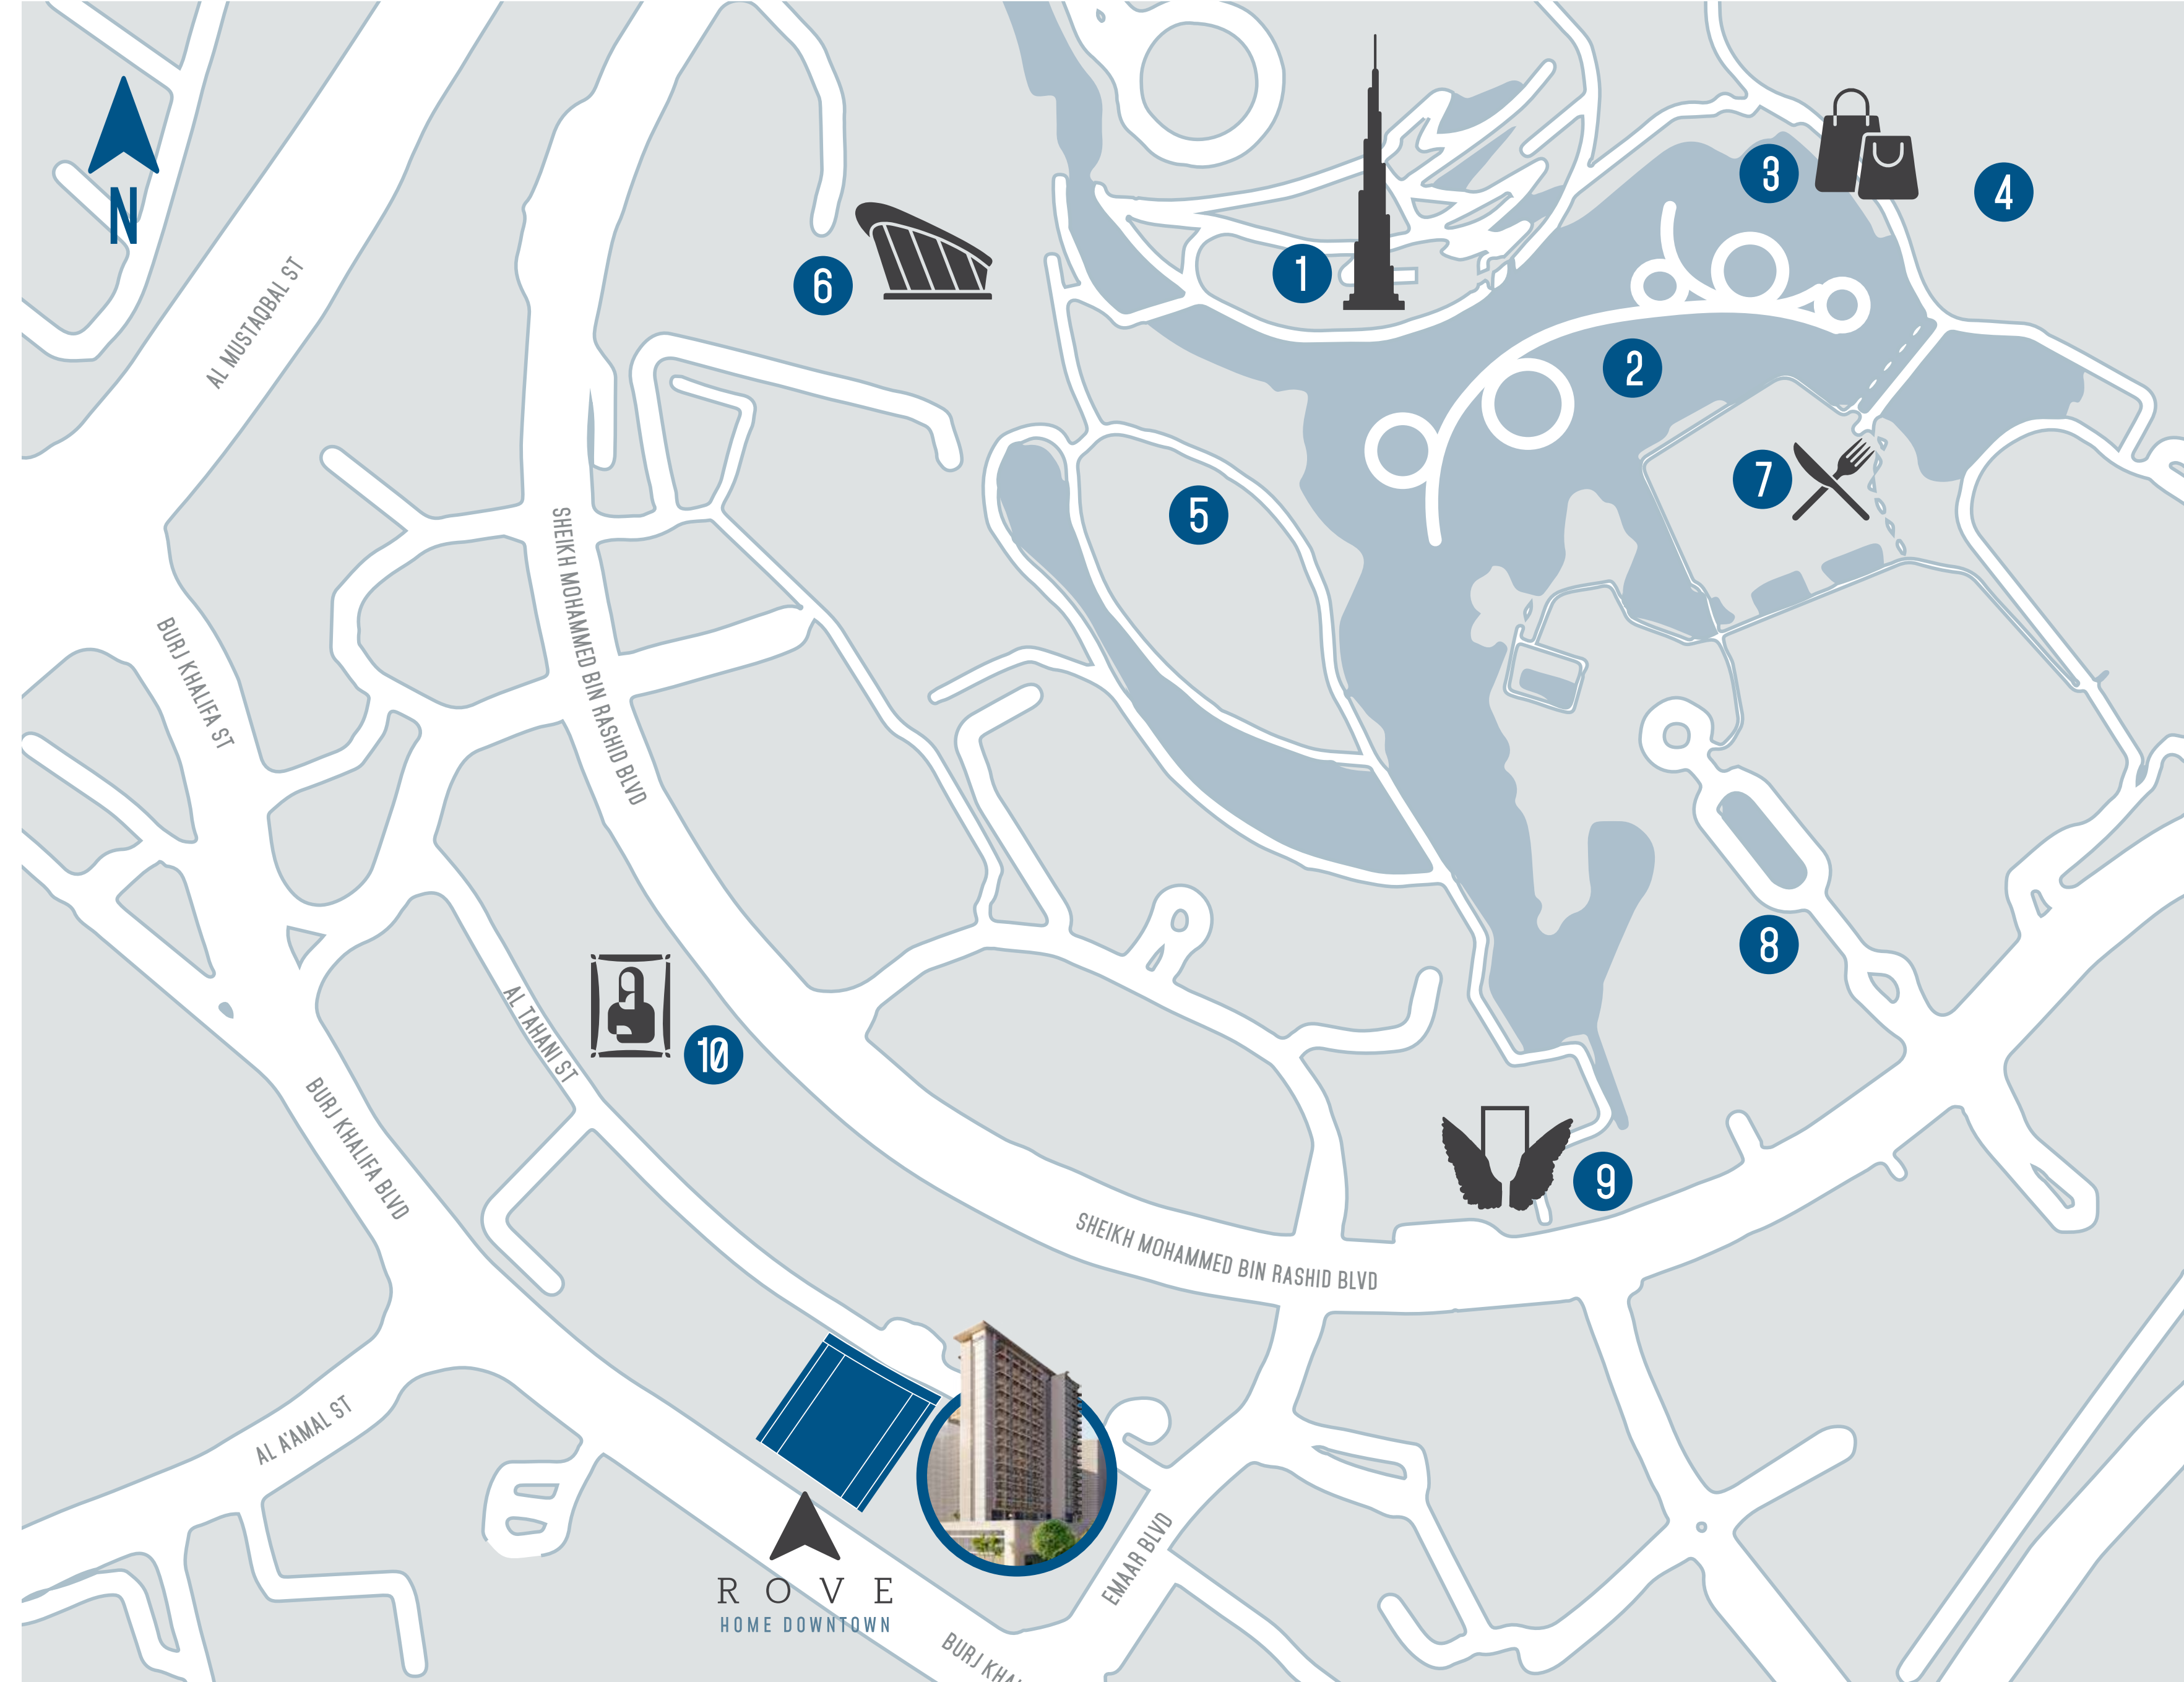 N
AL MUSTAQBAL ST
1
2
3
4
5
6
7
8
9
10
SHEIKH MOHAMMED BIN RASHID BLVD
BURJ KHALIFA ST
AL TAHANI ST
BURJ KHALIFA BLVD
SHEIKH MOHAMMED BIN RASHID BLVD
AL A'AMAL ST
EMAAR BLVD
ROVE
HOME DOWNTOWN
BURJ